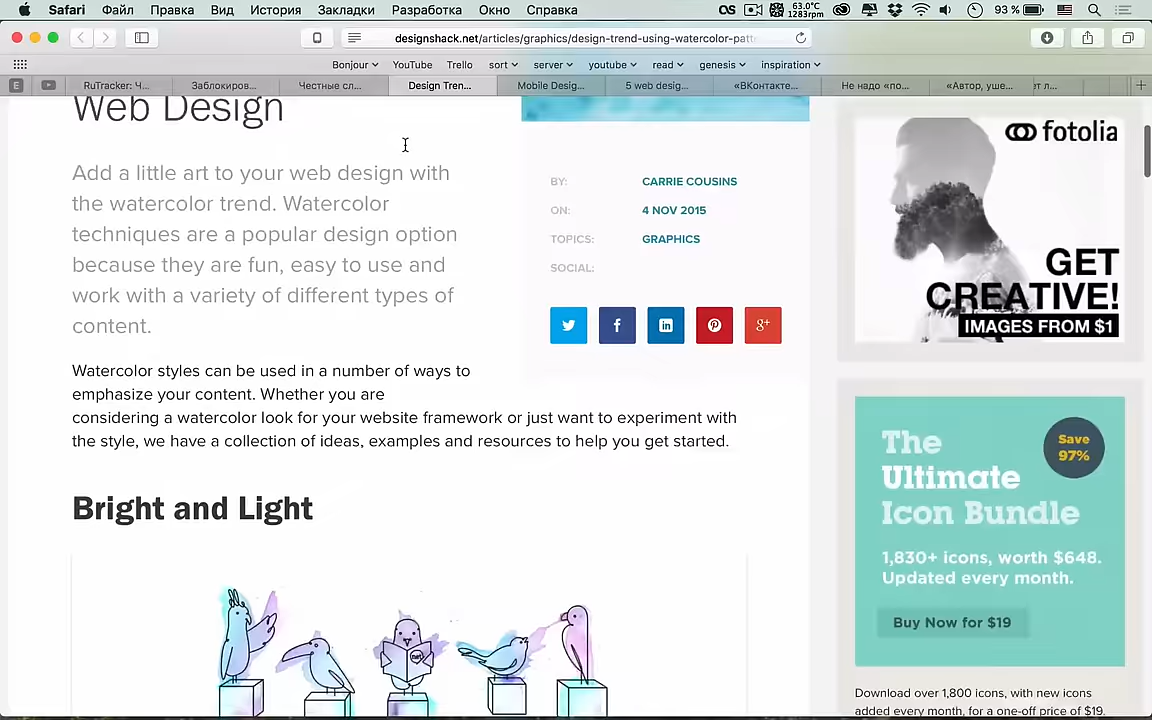 Safari Файл Правка Вид История Закладки Разработка Окно Справка
63.0°C
1283rpm
93 %
designshack.net/articles/graphics/design-trend-using-watercolor-patt
Bonjour YouTube Trello sort server youtube read genesis inspiration
E RuTracker: Ч... Заблокиров... Честные сл... Design Tren... Mobile Desig... 5 web desig... «ВКонтакте... Не надо «по... «Автор, уше... ет л...
Web Design
Add a little art to your web design with
the watercolor trend. Watercolor
techniques are a popular design option
because they are fun, easy to use and
work with a variety of different types of
content.
BY: CARRIE COUSINS
ON: 4 NOV 2015
TOPICS: GRAPHICS
SOCIAL:
Watercolor styles can be used in a number of ways to
emphasize your content. Whether you are
considering a watercolor look for your website framework or just want to experiment with
the style, we have a collection of ideas, examples and resources to help you get started.
Bright and Light
fotolia
GET
CREATIVE!
IMAGES FROM $1
The
Ultimate
Icon Bundle
Save
97%
1,830+ icons, worth $648.
Updated every month.
Buy Now for $19
Download over 1,800 icons, with new icons
added every month, for a one-off price of $19.